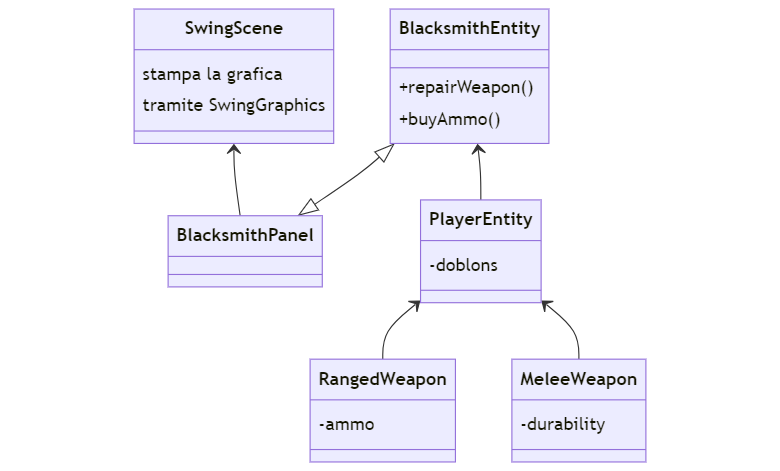 SwingScene
stampa la grafica
tramite SwingGraphics
BlacksmithEntity
+repairWeapon()
+buyAmmo()
BlacksmithPanel
PlayerEntity
-doblons
RangedWeapon
-ammo
MeleeWeapon
-durability